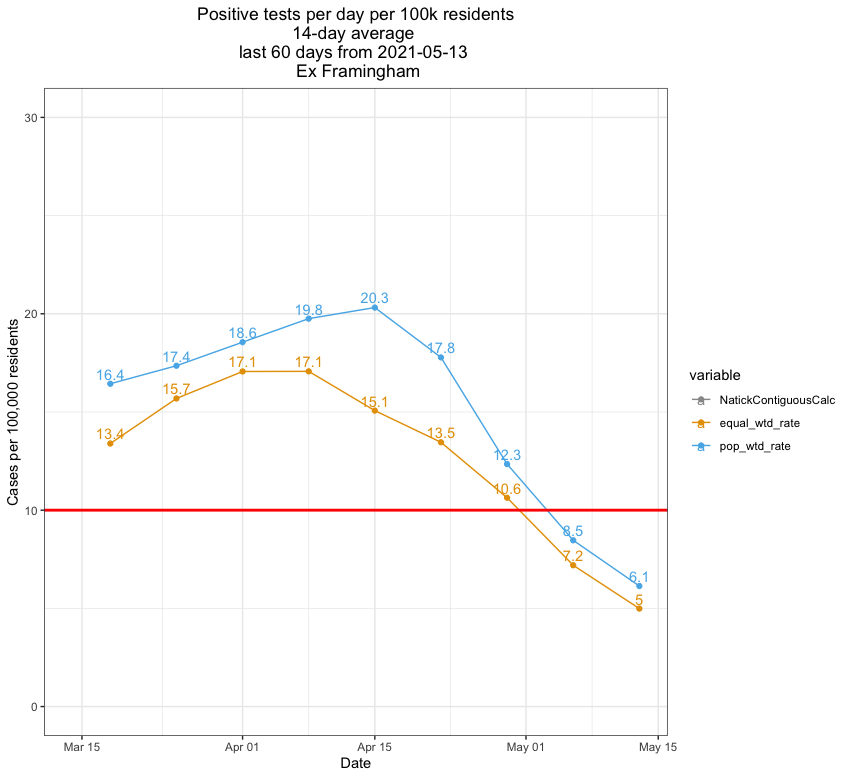 Positive tests per day per 100k residents
14-day average
last 60 days from 2021-05-13
Ex Framingham
Cases per 100,000 residents
30
20
10
0
16.4
17.4
18.6
19.8
20.3
17.8
12.3
8.5
6.1
13.4
15.7
17.1
17.1
15.1
13.5
10.6
7.2
5
Mar 15
Apr 01
Apr 15
May 01
May 15
Date
variable
a NatickContiguousCalc
a equal_wtd_rate
a pop_wtd_rate